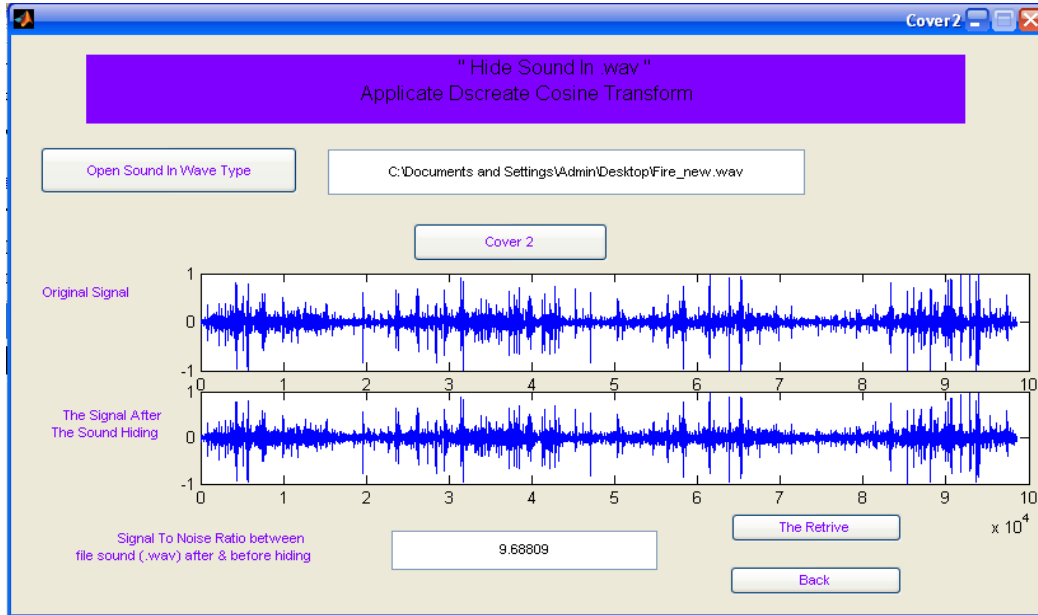 Cover2
" Hide Sound In .wav "
Applicate Dscreate Cosine Transform
Open Sound In Wave Type
C:\Documents and Settings\Admin\Desktop\Fire_new.wav
Cover 2
Original Signal
1
0
-1
0 1 2 3 4 5 6 7 8 9 10
The Signal After
The Sound Hiding
1
0
-1
0 1 2 3 4 5 6 7 8 9 10
x 10^4
Signal To Noise Ratio between
file sound (.wav) after & before hiding
9.68809
The Retrive
Back